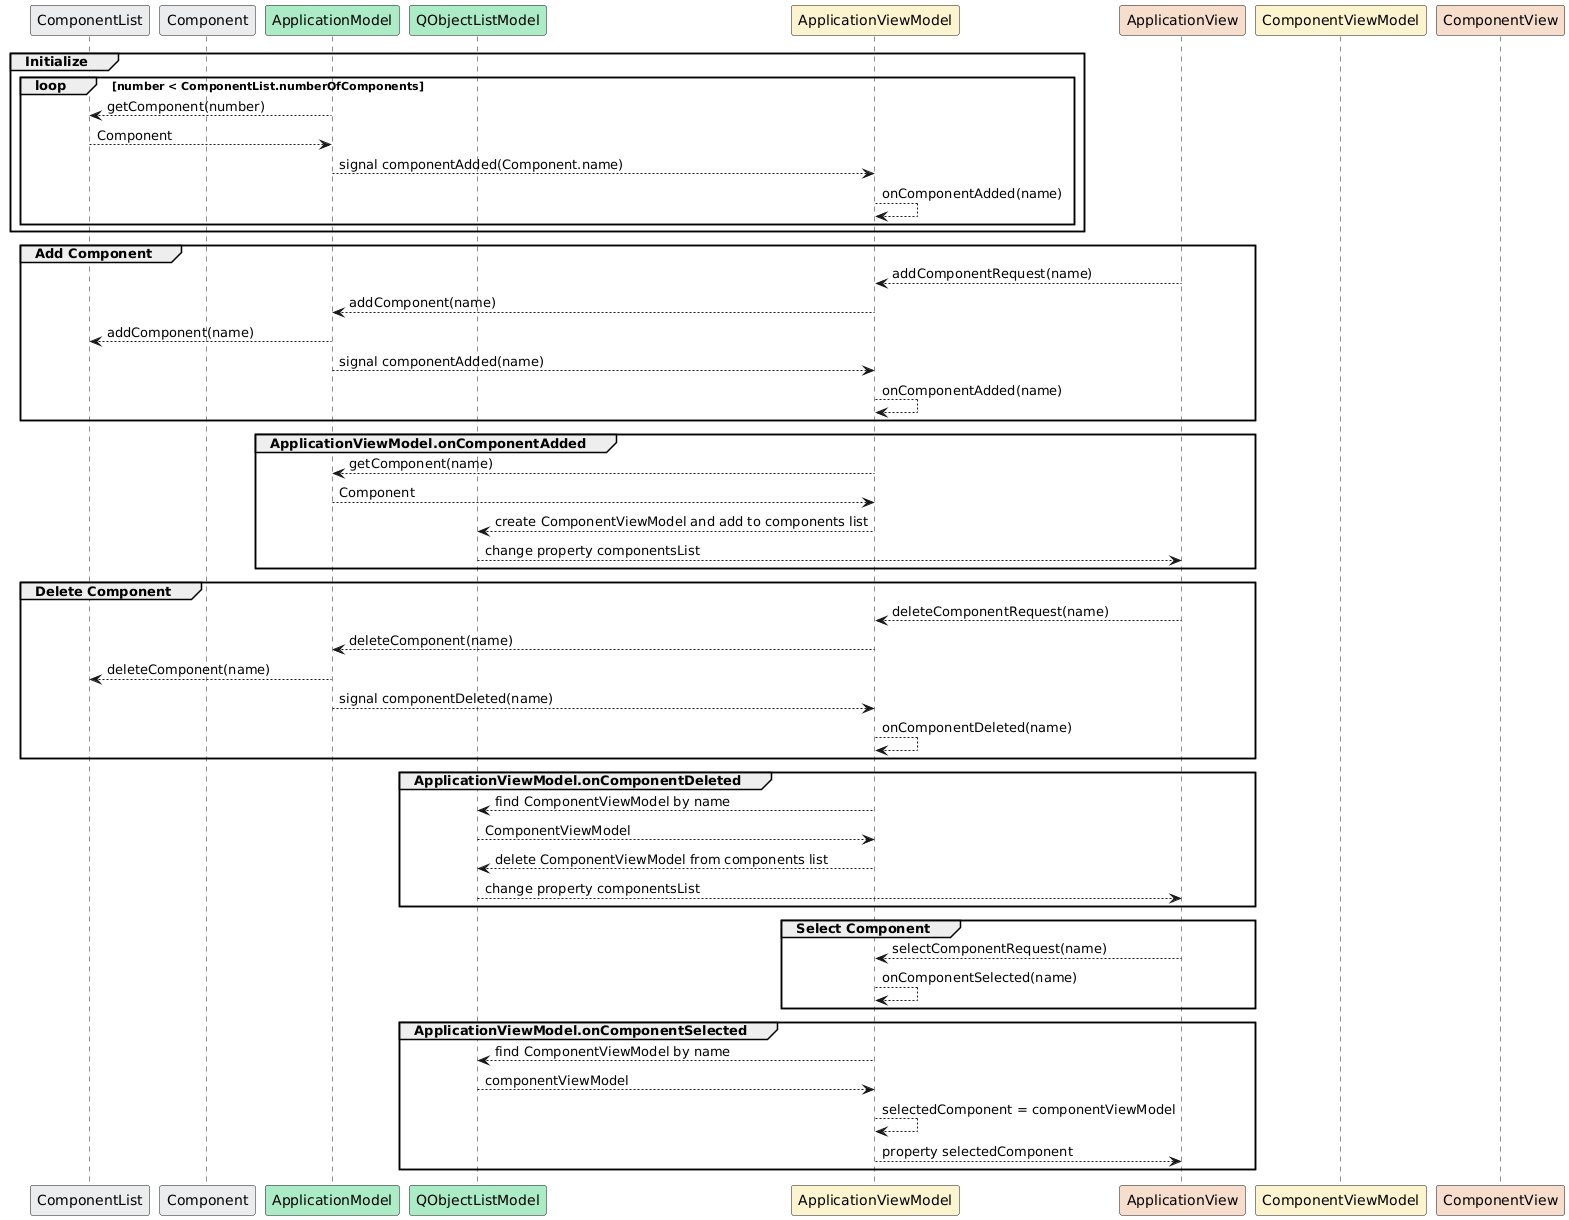 ComponentList Component ApplicationModel QObjectListModel ApplicationViewModel ApplicationView ComponentViewModel ComponentView
Initialize
loop [number < ComponentList.numberOfComponents]
getComponent(number)
Component
signal componentAdded(Component.name)
onComponentAdded(name)
Add Component
addComponentRequest(name)
addComponent(name)
addComponent(name)
signal componentAdded(name)
onComponentAdded(name)
ApplicationViewModel.onComponentAdded
getComponent(name)
Component
create ComponentViewModel and add to components list
change property componentsList
Delete Component
deleteComponentRequest(name)
deleteComponent(name)
deleteComponent(name)
signal componentDeleted(name)
onComponentDeleted(name)
ApplicationViewModel.onComponentDeleted
find ComponentViewModel by name
ComponentViewModel
delete ComponentViewModel from components list
change property componentsList
Select Component
selectComponentRequest(name)
onComponentSelected(name)
ApplicationViewModel.onComponentSelected
find ComponentViewModel by name
componentViewModel
selectedComponent = componentViewModel
property selectedComponent
ComponentList Component ApplicationModel QObjectListModel ApplicationViewModel ApplicationView ComponentViewModel ComponentView